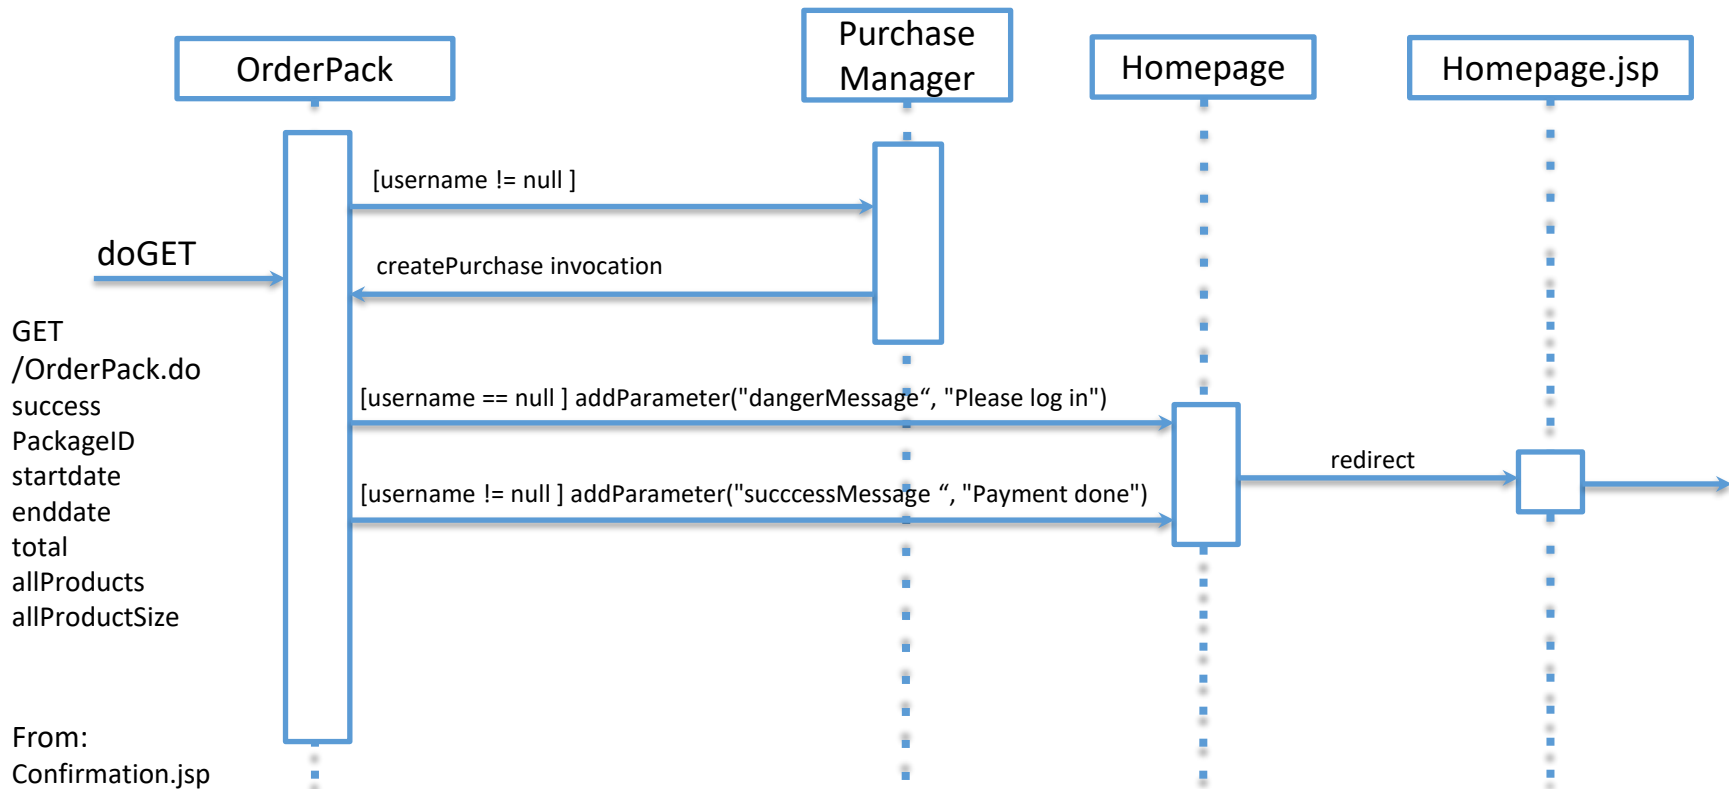 OrderPack
Purchase
Manager
Homepage
Homepage.jsp
[username != null ]
doGET
createPurchase invocation
GET
/OrderPack.do
success
PackageID
startdate
enddate
total
allProducts
allProductSize
[username == null ] addParameter("dangerMessage“, "Please log in")
redirect
[username != null ] addParameter("succcessMessage “, "Payment done")
From:
Confirmation.jsp